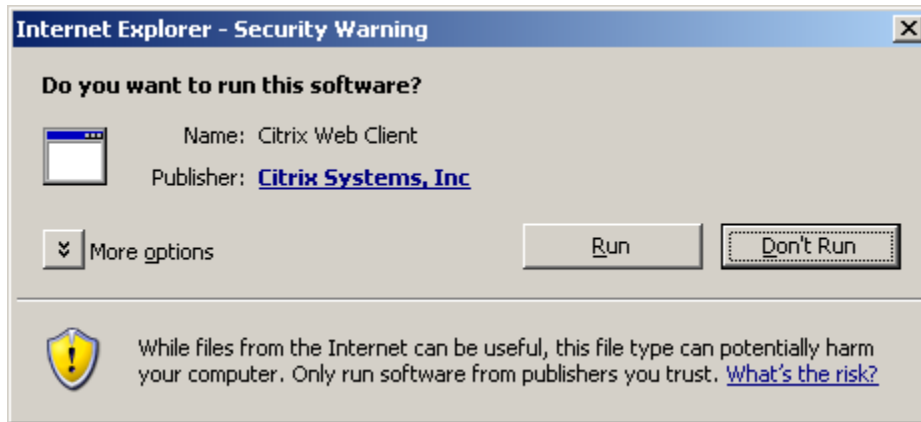 Internet Explorer - Security Warning
Do you want to run this software?
Name: Citrix Web Client
Publisher: Citrix Systems, Inc
More options
Run
Don't Run
While files from the Internet can be useful, this file type can potentially harm
your computer. Only run software from publishers you trust. What's the risk?